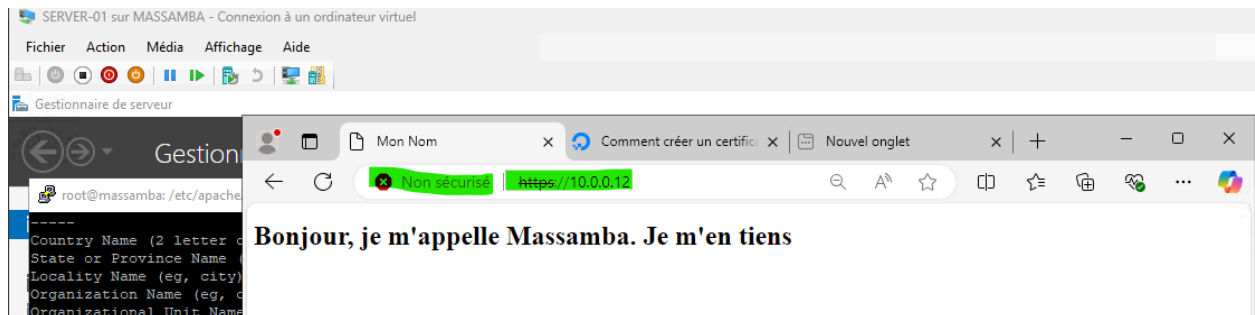 SERVER-01 sur MASSAMBA - Connexion à un ordinateur virtuel
Fichier Action Média Affichage Aide
Gestionnaire de serveur
Gestion
Mon Nom
Comment créer un certific
Nouvel onglet
root@massamba: /etc/apache
Non sécurisé
https://10.0.0.12
-----
Country Name (2 letter c
State or Province Name (
Locality Name (eg, city)
Organization Name (eg, c
Organizational Unit Name
Bonjour, je m'appelle Massamba. Je m'en tiens